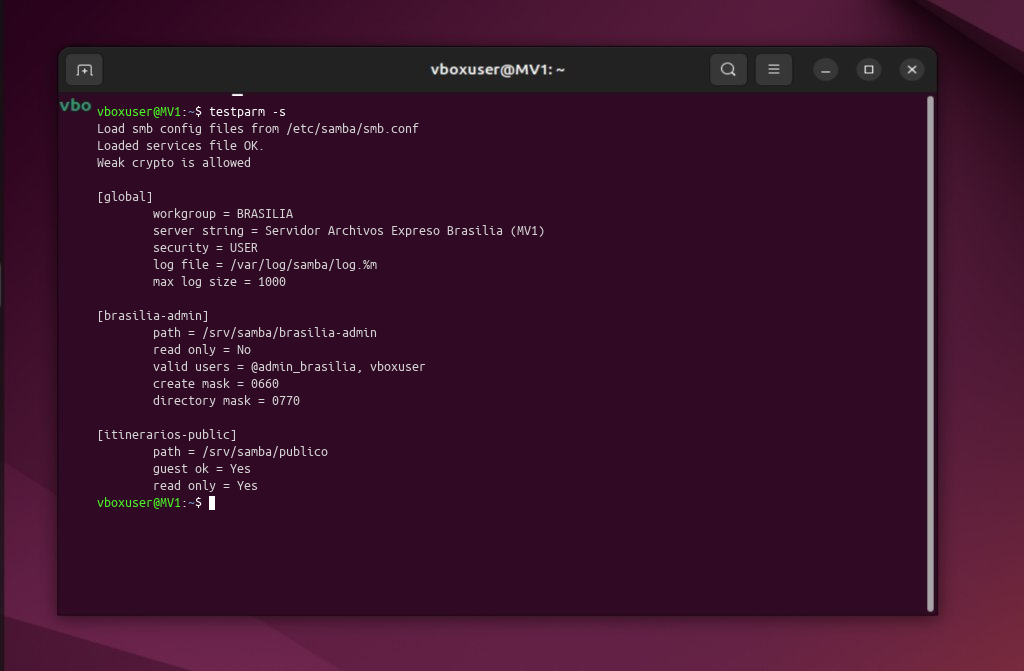 vboxuser@MV1: ~
vbo
vboxuser@MV1:~$ testparm -s
Load smb config files from /etc/samba/smb.conf
Loaded services file OK.
Weak crypto is allowed

[global]
        workgroup = BRASILIA
        server string = Servidor Archivos Expreso Brasilia (MV1)
        security = USER
        log file = /var/log/samba/log.%m
        max log size = 1000

[brasilia-admin]
        path = /srv/samba/brasilia-admin
        read only = No
        valid users = @admin_brasilia, vboxuser
        create mask = 0660
        directory mask = 0770

[itinerarios-public]
        path = /srv/samba/publico
        guest ok = Yes
        read only = Yes
vboxuser@MV1:~$